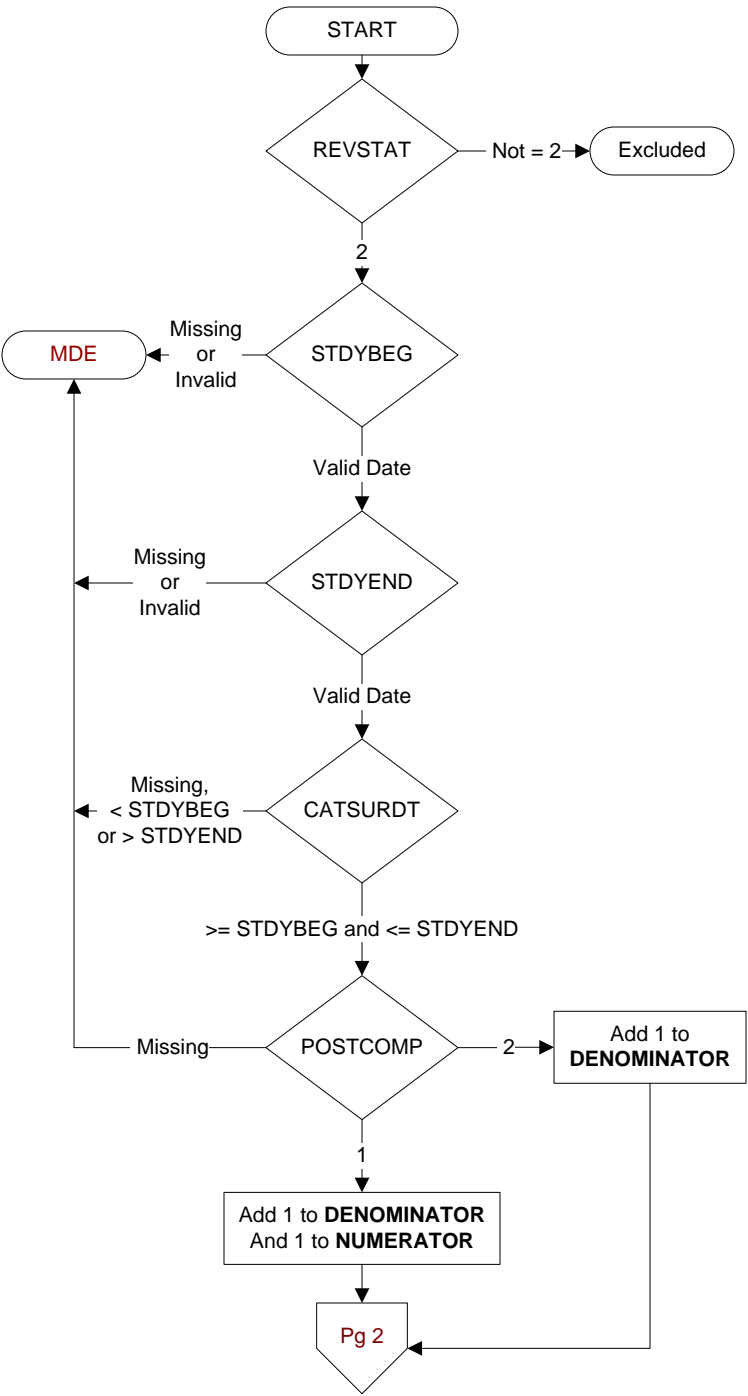 START
REVSTAT
Not = 2
Excluded
2
Missing
or
Invalid
MDE
STDYBEG
Valid Date
Missing
or
Invalid
STDYEND
Valid Date
Missing,
< STDYBEG
or > STDYEND
CATSURDT
>= STDYBEG and <= STDYEND
Missing
POSTCOMP
2
Add 1 to
DENOMINATOR
1
Add 1 to DENOMINATOR
And 1 to NUMERATOR
Pg 2